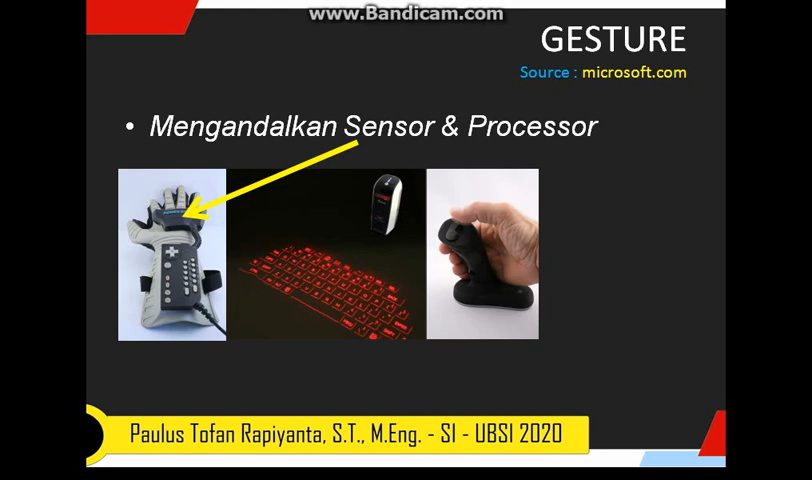 www.Bandicam.com
GESTURE
Source : microsoft.com
• Mengandalkan Sensor & Processor
Paulus Tofan Rapiyanta, S.T., M.Eng. - SI - UBSI 2020